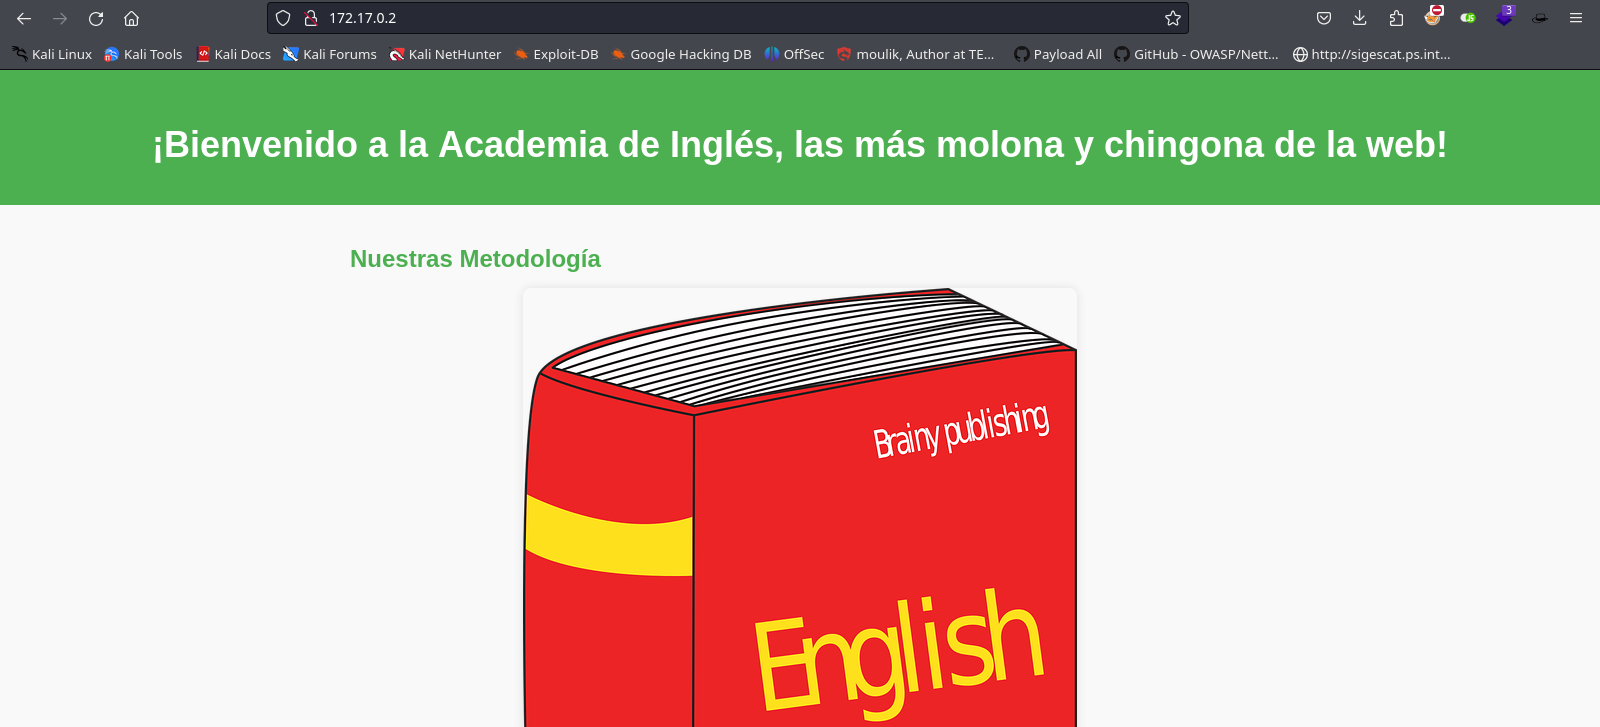 172.17.0.2
3
Kali Linux Kali Tools Kali Docs Kali Forums Kali NetHunter Exploit-DB Google Hacking DB OffSec moulik, Author at TE... Payload All GitHub - OWASP/Nett... http://sigescat.ps.int...
¡Bienvenido a la Academia de Inglés, las más molona y chingona de la web!
Nuestras Metodología
Brainy publishing
English